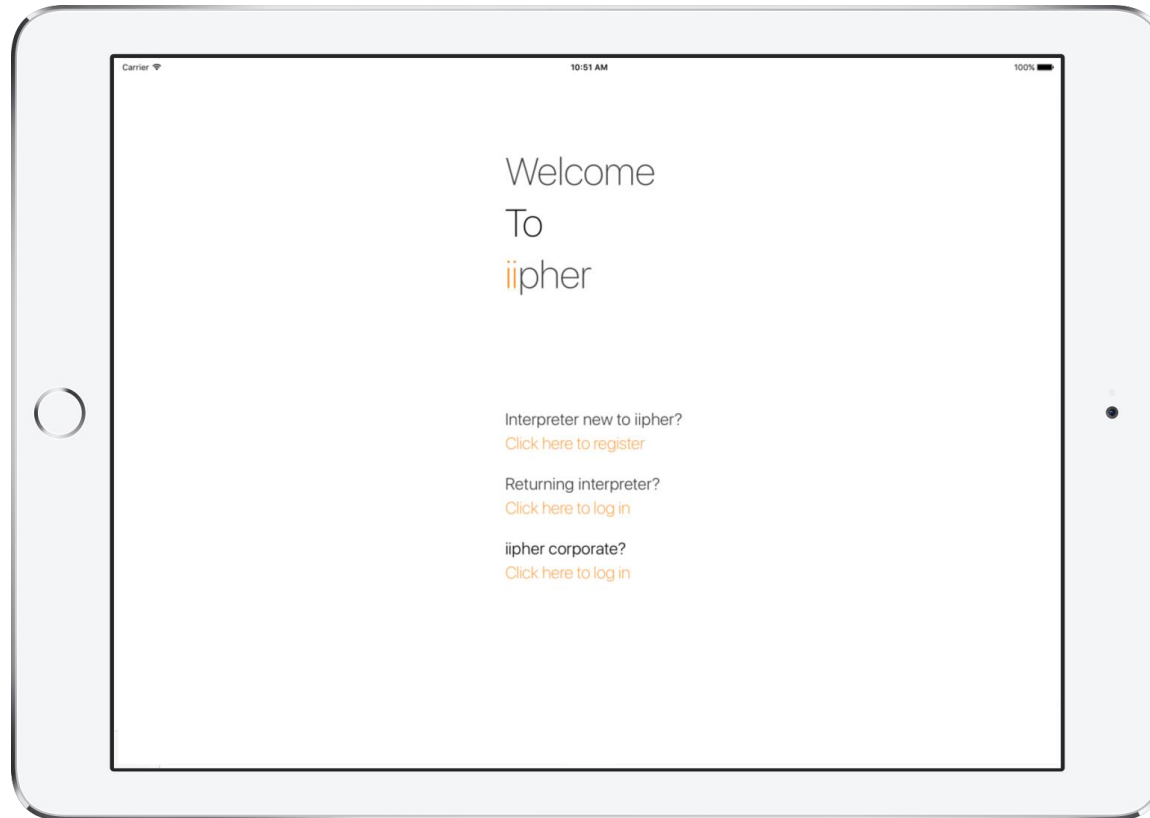 Carrier
10:51 AM
100%
Welcome
To
iipher
Interpreter new to iipher?
Click here to register
Returning interpreter?
Click here to log in
iipher corporate?
Click here to log in